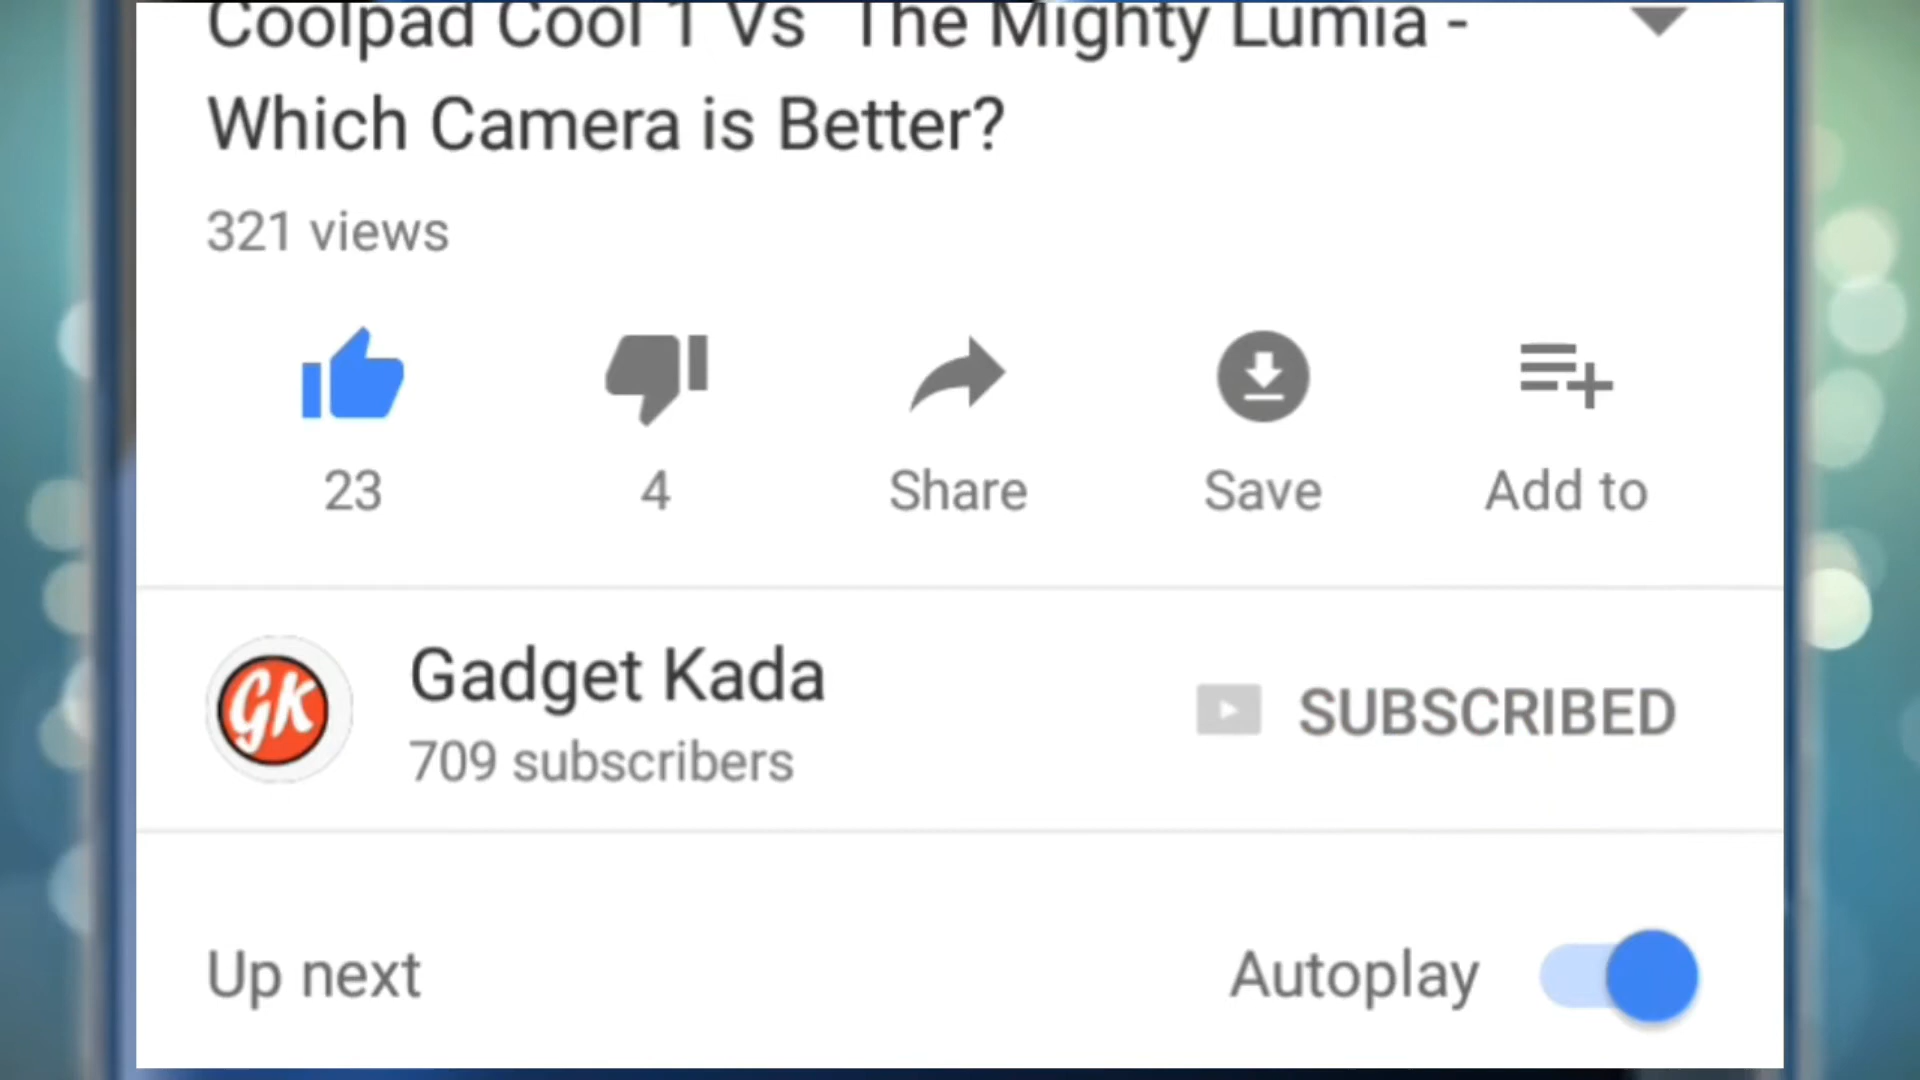 Coolpad Cool 1 Vs The Mighty Lumia -
Which Camera is Better?
321 views
23
4
Share
Save
Add to
GK
Gadget Kada
709 subscribers
SUBSCRIBED
Up next
Autoplay